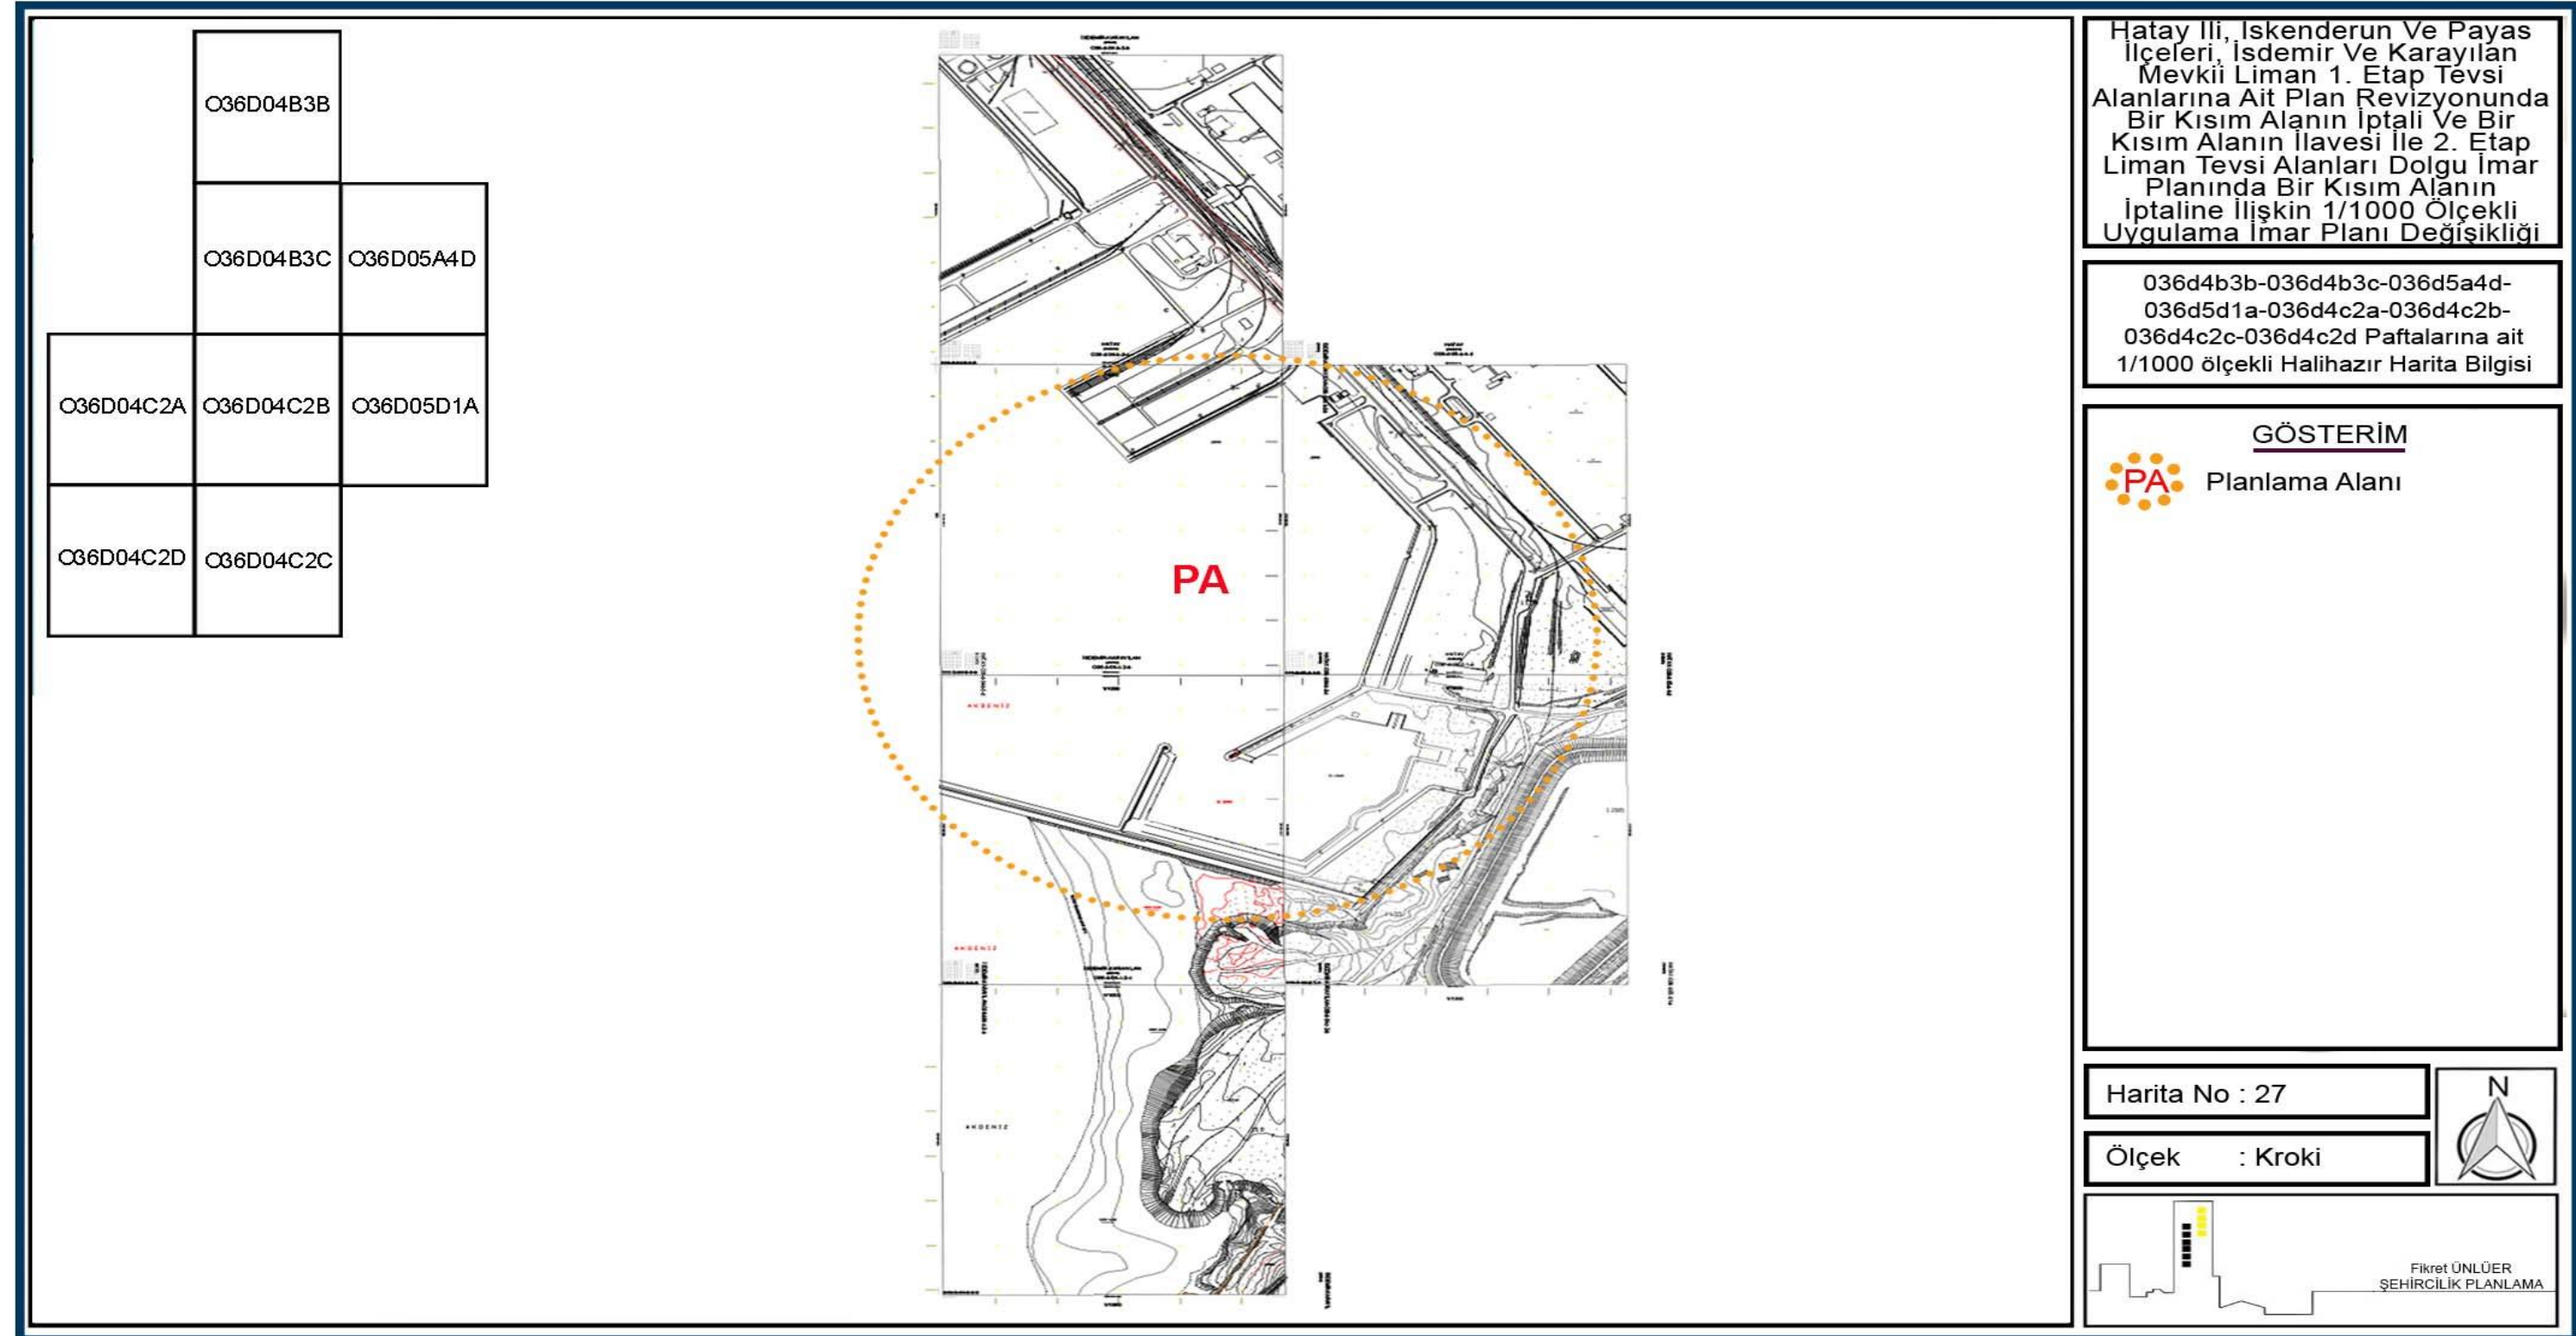 O36D04B3B
O36D04B3C O36D05A4D
O36D04C2A O36D04C2B O36D05D1A
O36D04C2D O36D04C2C
PA
AKDENİZ
AKDENİZ
AKDENİZ
Hatay İli, İskenderun Ve Payas
İlçeleri, İsdemir Ve Karayılan
Mevkii Liman 1. Etap Tevsi
Alanlarına Ait Plan Revizyonunda
Bir Kısım Alanın İptali Ve Bir
Kısım Alanın İlavesi İle 2. Etap
Liman Tevsi Alanları Dolgu İmar
Planında Bir Kısım Alanın
İptaline İlişkin 1/1000 Ölçekli
Uygulama İmar Planı Değişikliği
036d4b3b-036d4b3c-036d5a4d-
036d5d1a-036d4c2a-036d4c2b-
036d4c2c-036d4c2d Paftalarına ait
1/1000 ölçekli Halihazır Harita Bilgisi
GÖSTERİM
PA Planlama Alanı
Harita No : 27
Ölçek : Kroki
N
Fikret ÜNLÜER
ŞEHİRCİLİK PLANLAMA